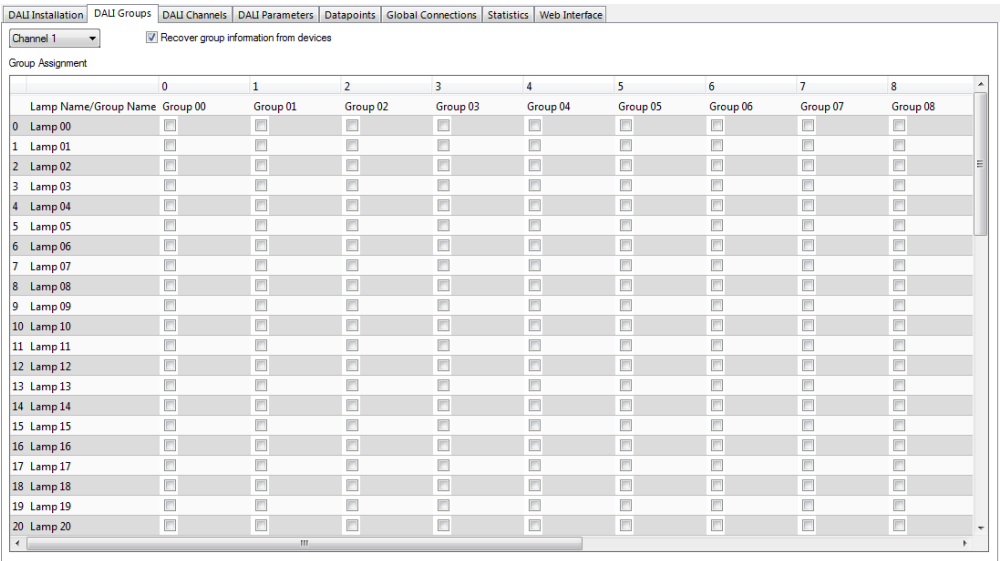 DALI Installation DALI Groups DALI Channels DALI Parameters Datapoints Global Connections Statistics Web Interface
Channel 1 Recover group information from devices
Group Assignment
0 1 2 3 4 5 6 7 8
Lamp Name/Group Name Group 00 Group 01 Group 02 Group 03 Group 04 Group 05 Group 06 Group 07 Group 08
0 Lamp 00
1 Lamp 01
2 Lamp 02
3 Lamp 03
4 Lamp 04
5 Lamp 05
6 Lamp 06
7 Lamp 07
8 Lamp 08
9 Lamp 09
10 Lamp 10
11 Lamp 11
12 Lamp 12
13 Lamp 13
14 Lamp 14
15 Lamp 15
16 Lamp 16
17 Lamp 17
18 Lamp 18
19 Lamp 19
20 Lamp 20